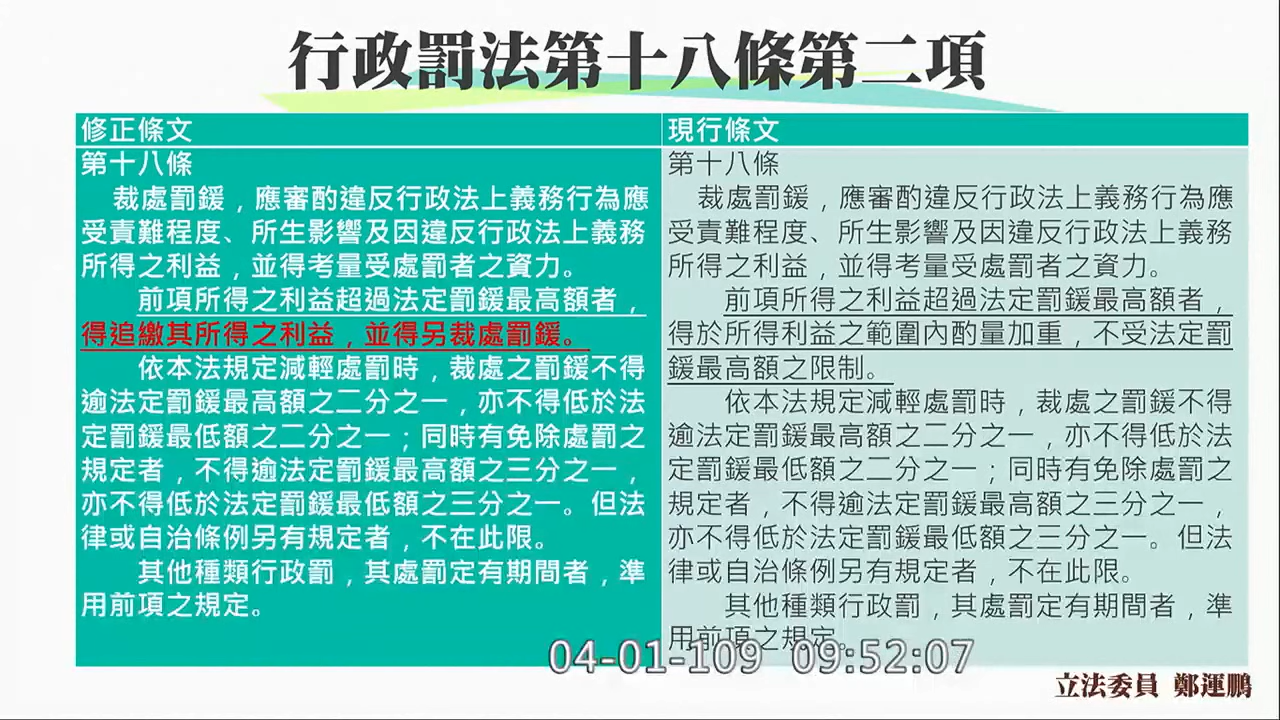 行政罰法第十八條第二項
修正條文
第十八條
裁處罰鍰，應審酌違反行政法上義務行為應
受責難程度、所生影響及因違反行政法上義務
所得之利益，並得考量受處罰者之資力。
前項所得之利益超過法定罰鍰最高額者，
得追繳其所得之利益，並得另裁處罰鍰。
依本法規定減輕處罰時，裁處之罰鍰不得
逾法定罰鍰最高額之二分之一，亦不得低於法
定罰鍰最低額之二分之一；同時有免除處罰之
規定者，不得逾法定罰鍰最高額之三分之一，
亦不得低於法定罰鍰最低額之三分之一。但法
律或自治條例另有規定者，不在此限。
其他種類行政罰，其處罰定有期間者，準
用前項之規定。
現行條文
第十八條
裁處罰鍰，應審酌違反行政法上義務行為應
受責難程度、所生影響及因違反行政法上義務
所得之利益，並得考量受處罰者之資力。
前項所得之利益超過法定罰鍰最高額者，
得於所得利益之範圍內酌量加重，不受法定罰
鍰最高額之限制。
依本法規定減輕處罰時，裁處之罰鍰不得
逾法定罰鍰最高額之二分之一，亦不得低於法
定罰鍰最低額之二分之一；同時有免除處罰之
規定者，不得逾法定罰鍰最高額之三分之一，
亦不得低於法定罰鍰最低額之三分之一。但法
律或自治條例另有規定者，不在此限。
其他種類行政罰，其處罰定有期間者，準
用前項之規定。
04-01-109 09:52:07
立法委員 鄭運鵬